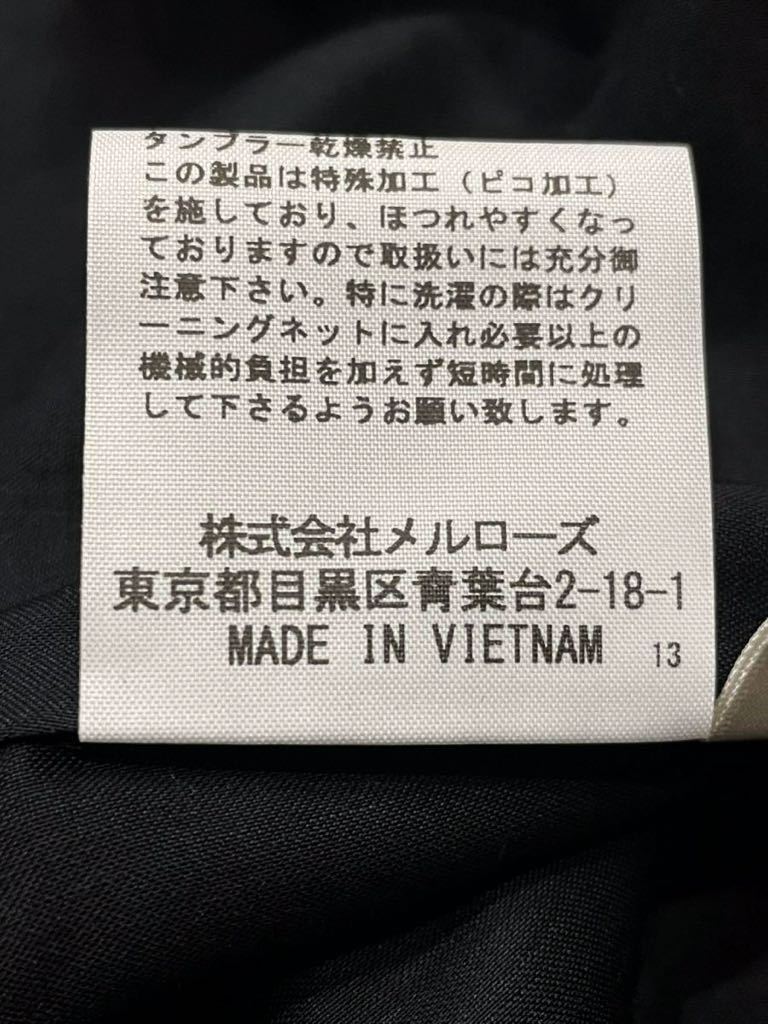 タンブラー乾燥禁止
この製品は特殊加工（ピコ加工）
を施しており、ほつれやすくなっ
ておりますので取扱いには充分御
注意下さい。特に洗濯の際はクリ
ーニングネットに入れ必要以上の
機械的負担を加えず短時間に処理
して下さるようお願い致します。
株式会社メルローズ
東京都目黒区青葉台2-18-1
MADE IN VIETNAM 13